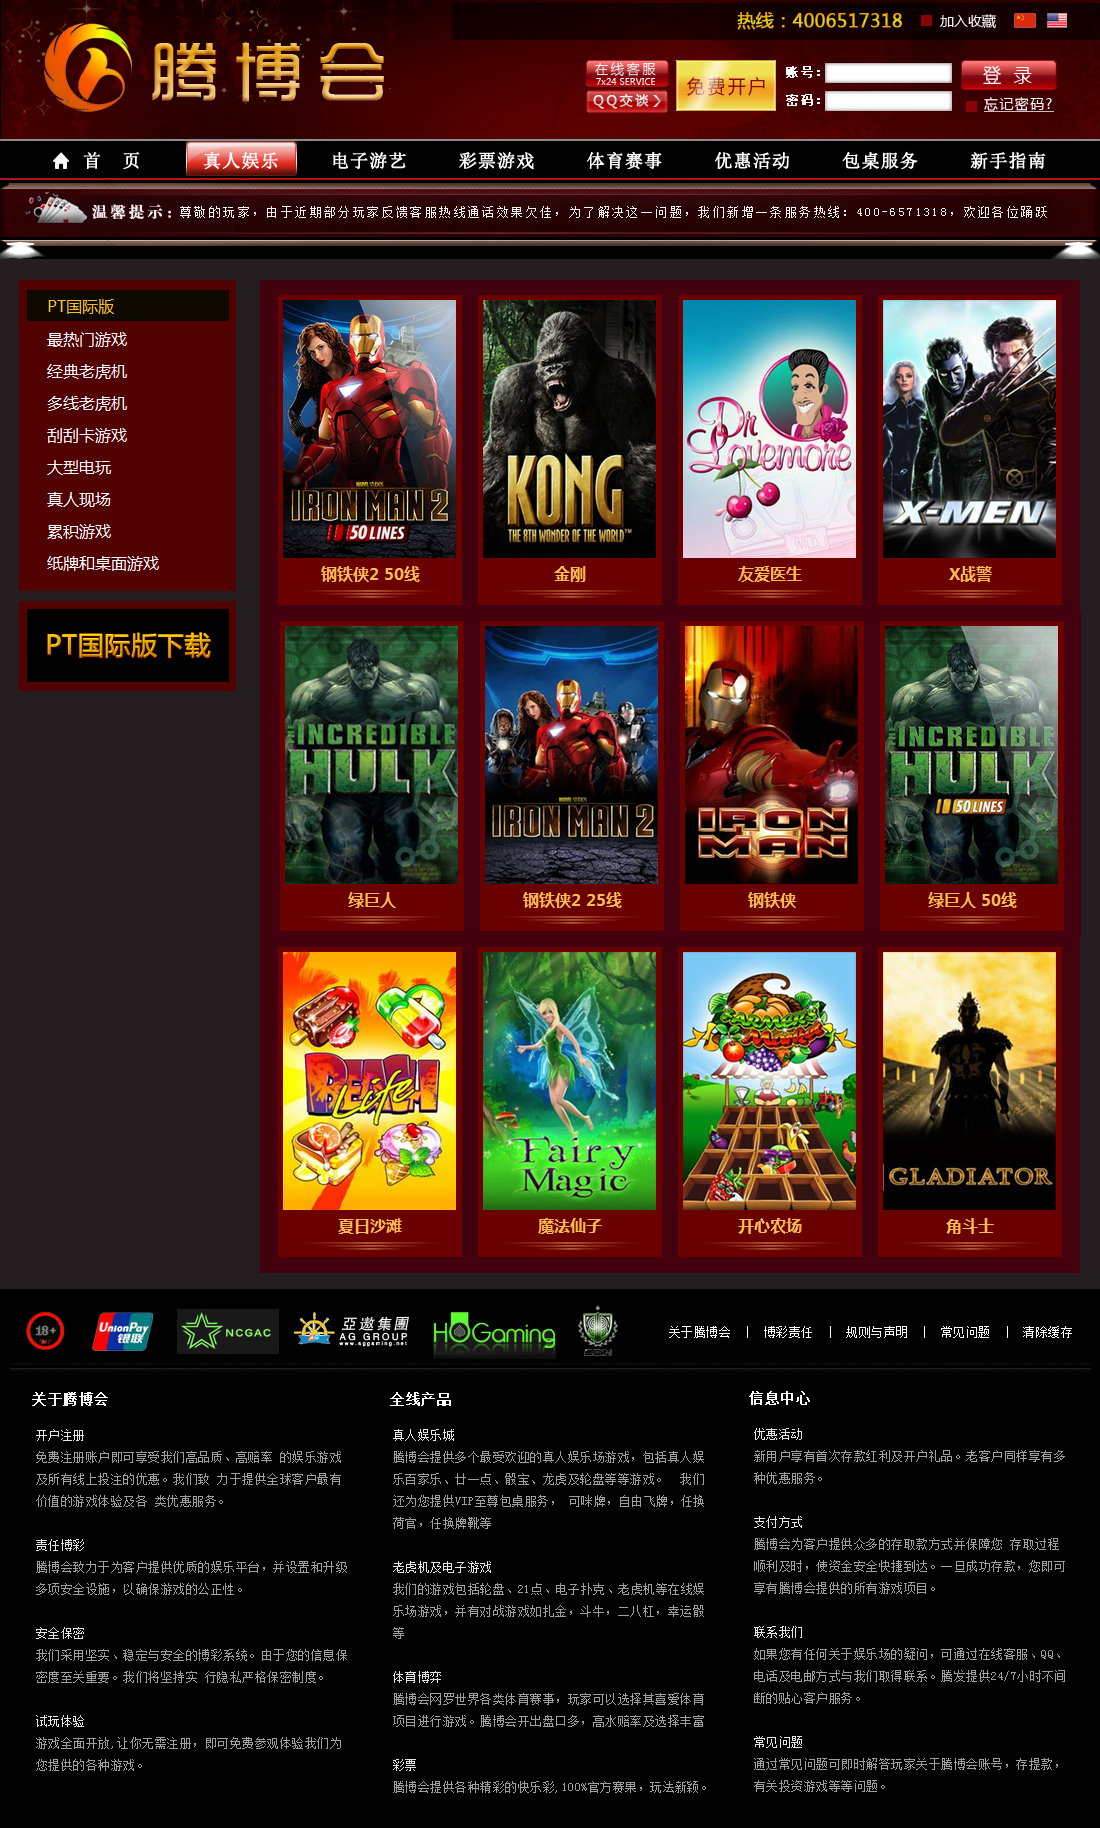 热线：4006517318
加入收藏
腾博会
在线客服
7x24 SERVICE
QQ交谈
免费开户
账号：
密码：
登 录
忘记密码?
首 页
真人娱乐
电子游艺
彩票游戏
体育赛事
优惠活动
包桌服务
新手指南
温馨提示：尊敬的玩家，由于近期部分玩家反馈客服热线通话效果欠佳，为了解决这一问题，我们新增一条服务热线：400-6571318，欢迎各位踊跃
PT国际版
最热门游戏
经典老虎机
多线老虎机
刮刮卡游戏
大型电玩
真人现场
累积游戏
纸牌和桌面游戏
PT国际版下载
MARVEL STUDIOS
IRON MAN 2
50 LINES
钢铁侠2 50线
KONG
THE 8TH WONDER OF THE WORLD™
金刚
Dr Lovemore
WILD
友爱医生
X-MEN
X战警
THE
INCREDIBLE
HULK
绿巨人
MARVEL STUDIOS
IRON MAN 2
钢铁侠2 25线
IRON
MAN
钢铁侠
THE
INCREDIBLE
HULK
50 LINES
绿巨人 50线
BEACH
Life
夏日沙滩
Fairy
Magic
魔法仙子
FARMER'S
Market
开心农场
GLADIATOR
角斗士
18+
UnionPay
银联
NCGAC
亞遊集團
AG GROUP
www.aggaming.net
HOGaming
关于腾博会 | 博彩责任 | 规则与声明 | 常见问题 | 清除缓存
关于腾博会
开户注册
免费注册账户即可享受我们高品质、高赔率 的娱乐游戏
及所有线上投注的优惠。我们致 力于提供全球客户最有
价值的游戏体验及各 类优惠服务。
责任博彩
腾博会致力于为客户提供优质的娱乐平台，并设置和升级
多项安全设施，以确保游戏的公正性。
安全保密
我们采用坚实、稳定与安全的博彩系统。由于您的信息保
密度至关重要。我们将坚持实 行隐私严格保密制度。
试玩体验
游戏全面开放,让你无需注册，即可免费参观体验我们为
您提供的各种游戏。
全线产品
真人娱乐城
腾博会提供多个最受欢迎的真人娱乐场游戏，包括真人娱
乐百家乐、廿一点、骰宝、龙虎及轮盘等等游戏。 我们
还为您提供VIP至尊包桌服务， 可咪牌，自由飞牌，任换
荷官，任换牌靴等
老虎机及电子游戏
我们的游戏包括轮盘、21点、电子扑克、老虎机等在线娱
乐场游戏，并有对战游戏如扎金，斗牛，二八杠，幸运骰
等
体育博弈
腾博会网罗世界各类体育赛事，玩家可以选择其喜爱体育
项目进行游戏。腾博会开出盘口多，高水赔率及选择丰富
彩票
腾博会提供各种精彩的快乐彩,100%官方赛果，玩法新颖。
信息中心
优惠活动
新用户享有首次存款红利及开户礼品。老客户同样享有多
种优惠服务。
支付方式
腾博会为客户提供众多的存取款方式并保障您 存取过程
顺利及时，使资金安全快捷到达。一旦成功存款，您即可
享有腾博会提供的所有游戏项目。
联系我们
如果您有任何关于娱乐场的疑问，可通过在线客服、QQ、
电话及电邮方式与我们取得联系。腾发提供24/7小时不间
断的贴心客户服务。
常见问题
通过常见问题可即时解答玩家关于腾博会账号，存提款，
有关投资游戏等等问题。